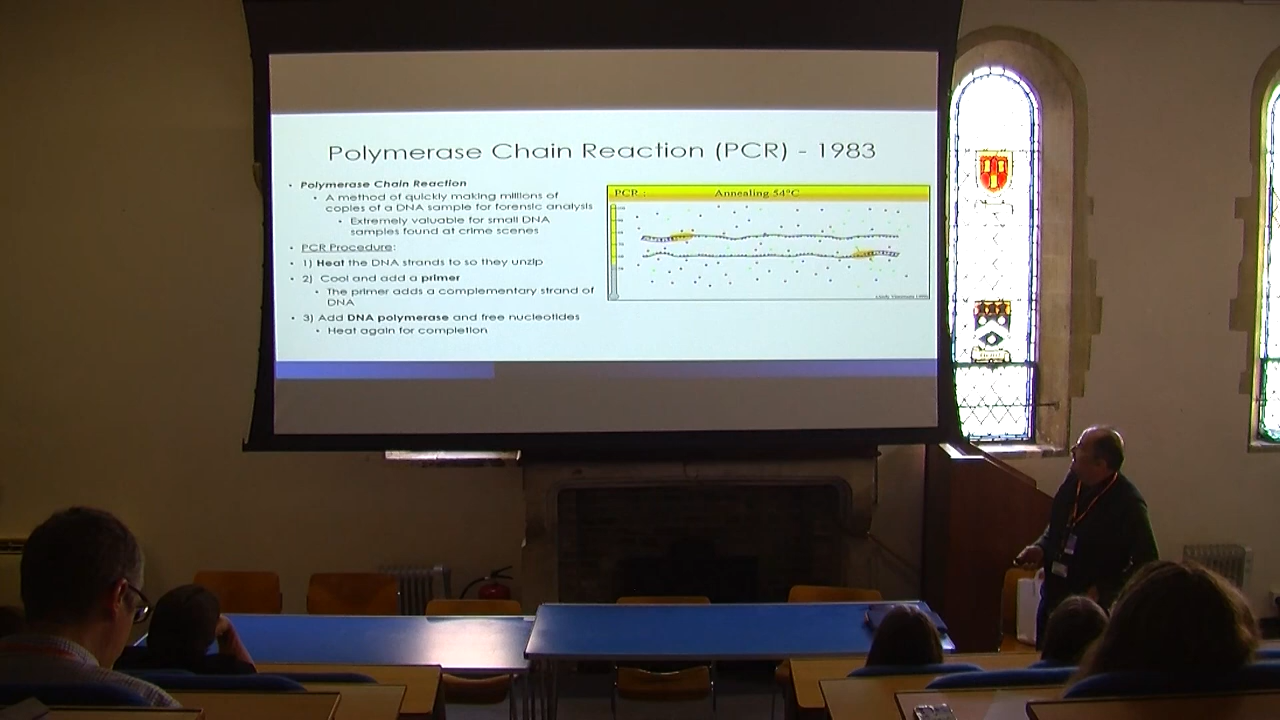 Polymerase Chain Reaction (PCR) - 1983
• Polymerase Chain Reaction
• A method of quickly making millions of
copies of a DNA sample for forensic analysis
• Extremely valuable for small DNA
samples found at crime scenes
• PCR Procedure:
• 1) Heat the DNA strands to so they unzip
• 2) Cool and add a primer
• The primer adds a complementary strand of
DNA
• 3) Add DNA polymerase and free nucleotides
• Heat again for completion
PCR : Annealing 54°C